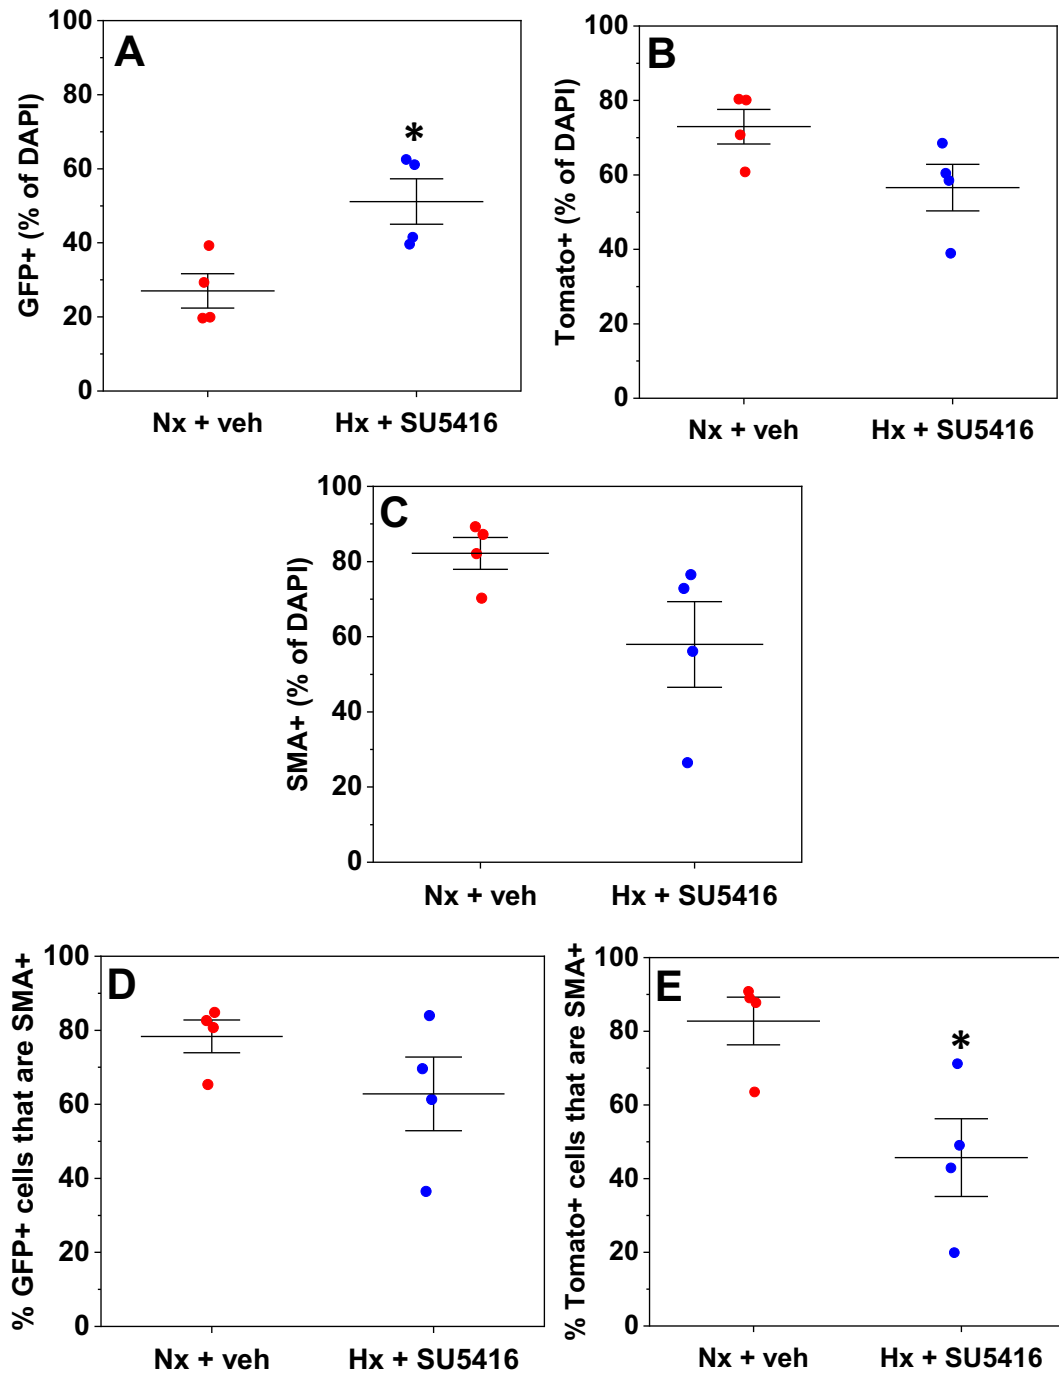 A
GFP+ (% of DAPI)
100
80
60
40
20
0
*
Nx + veh
Hx + SU5416
B
Tomato+ (% of DAPI)
100
80
60
40
20
0
Nx + veh
Hx + SU5416
C
SMA+ (% of DAPI)
100
80
60
40
20
0
Nx + veh
Hx + SU5416
D
% GFP+ cells that are SMA+
100
80
60
40
20
0
Nx + veh
Hx + SU5416
E
% Tomato+ cells that are SMA+
100
80
60
40
20
0
*
Nx + veh
Hx + SU5416